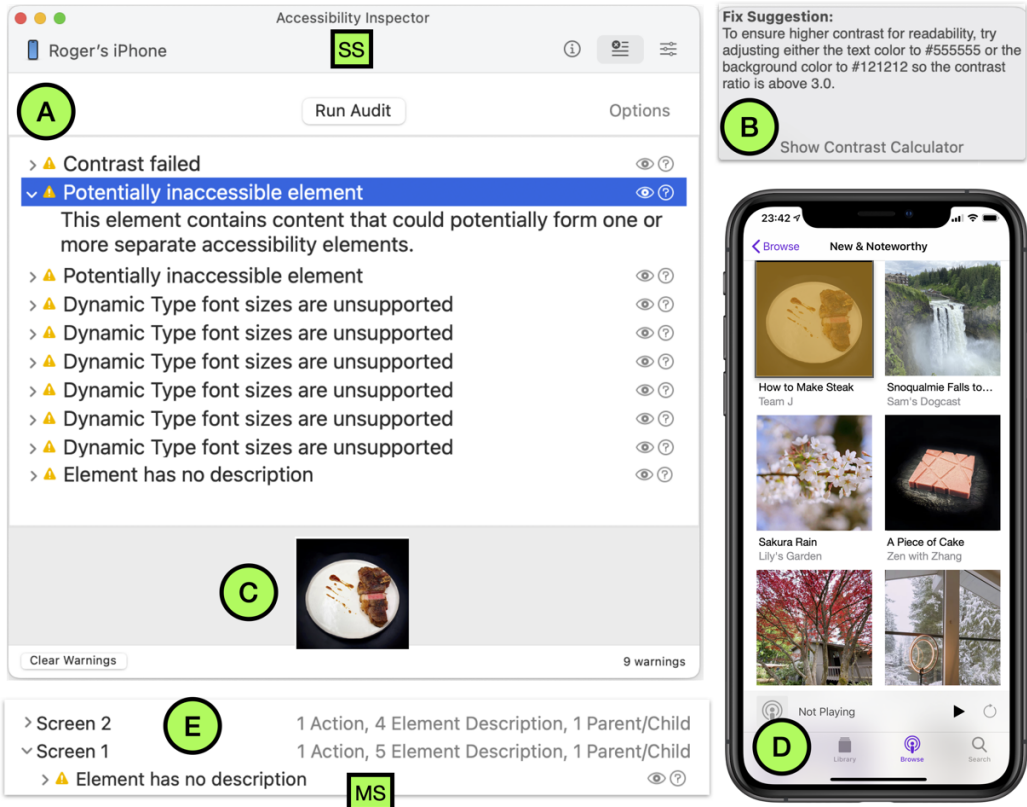 Accessibility Inspector
Roger's iPhone
SS
A
Run Audit
Options
Contrast failed
Potentially inaccessible element
This element contains content that could potentially form one or
more separate accessibility elements.
Potentially inaccessible element
Dynamic Type font sizes are unsupported
Dynamic Type font sizes are unsupported
Dynamic Type font sizes are unsupported
Dynamic Type font sizes are unsupported
Dynamic Type font sizes are unsupported
Dynamic Type font sizes are unsupported
Element has no description
C
Clear Warnings
9 warnings
Screen 2
E
1 Action, 4 Element Description, 1 Parent/Child
Screen 1
1 Action, 5 Element Description, 1 Parent/Child
Element has no description
MS
Fix Suggestion:
To ensure higher contrast for readability, try
adjusting either the text color to #555555 or the
background color to #121212 so the contrast
ratio is above 3.0.
B
Show Contrast Calculator
23:42
Browse
New & Noteworthy
How to Make Steak
Team J
Snoqualmie Falls to...
Sam's Dogcast
Sakura Rain
Lily's Garden
A Piece of Cake
Zen with Zhang
Not Playing
D
Library
Browse
Search